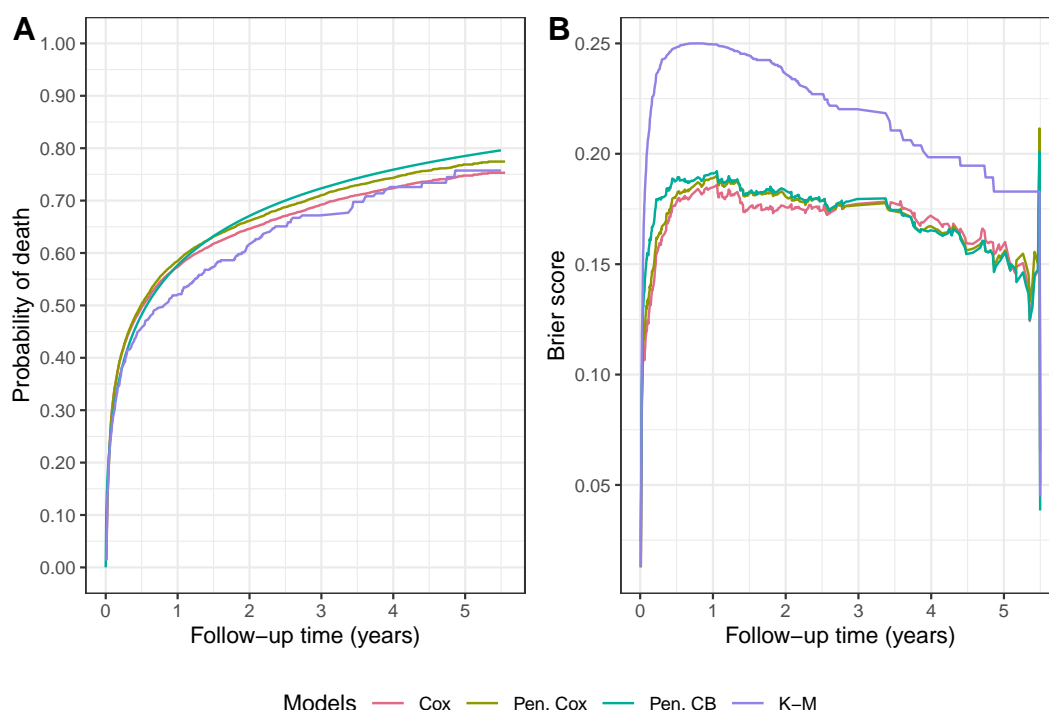 A
Probability of death
1.00
0.90
0.80
0.70
0.60
0.50
0.40
0.30
0.20
0.10
0.00
0 1 2 3 4 5
Follow−up time (years)
B
Brier score
0.25
0.20
0.15
0.10
0.05
0 1 2 3 4 5
Follow−up time (years)
Models Cox Pen. Cox Pen. CB K−M